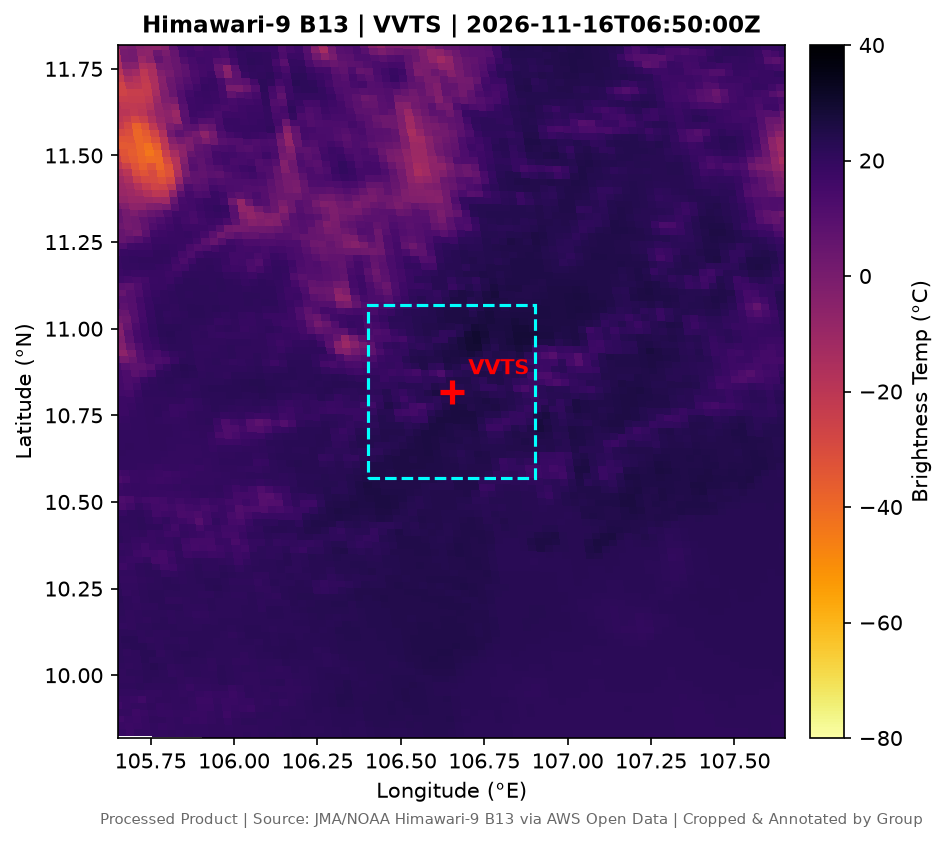 Himawari-9 B13 | VVTS | 2026-11-16T06:50:00Z
11.75
11.50
11.25
11.00
10.75
10.50
10.25
10.00
Latitude (°N)
VVTS
105.75 106.00 106.25 106.50 106.75 107.00 107.25 107.50
Longitude (°E)
40
20
0
−20
−40
−60
−80
Brightness Temp (°C)
Processed Product | Source: JMA/NOAA Himawari-9 B13 via AWS Open Data | Cropped & Annotated by Group